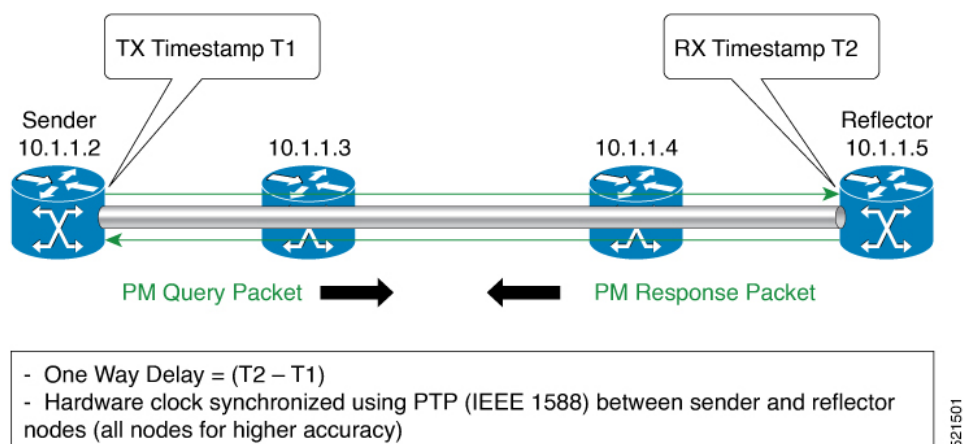 TX Timestamp T1
RX Timestamp T2
Sender
10.1.1.2
10.1.1.3
10.1.1.4
Reflector
10.1.1.5
PM Query Packet
PM Response Packet
- One Way Delay = (T2 – T1)
- Hardware clock synchronized using PTP (IEEE 1588) between sender and reflector
nodes (all nodes for higher accuracy)
521501